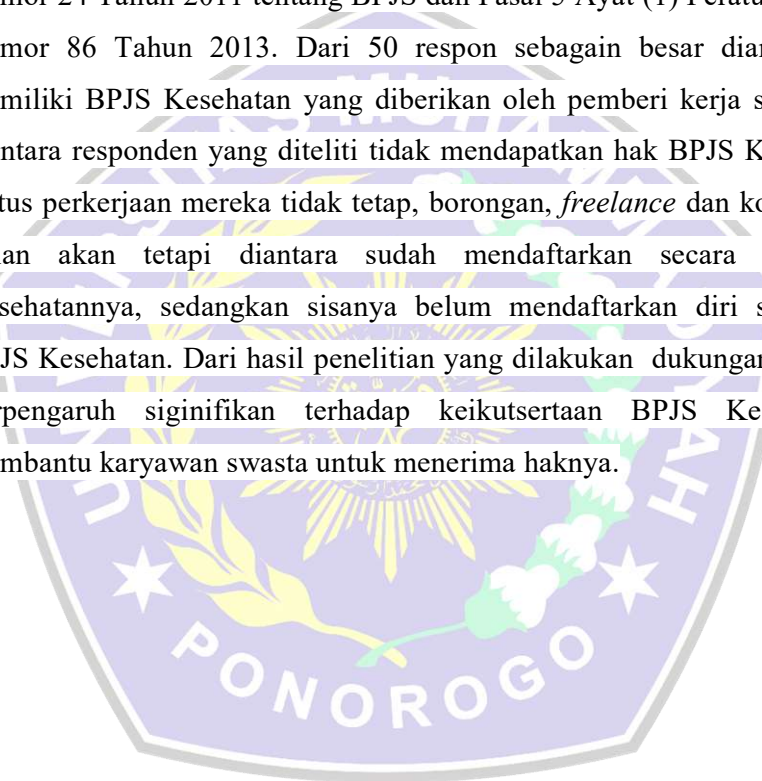 mor 24 Tahun 2011 tentang BPJS dan Pasal 5 Ayat (1) Peratu
mor 86 Tahun 2013. Dari 50 respon sebagain besar diar
miliki BPJS Kesehatan yang diberikan oleh pemberi kerja s
ntara responden yang diteliti tidak mendapatkan hak BPJS K
tus perkerjaan mereka tidak tetap, borongan, freelance dan ko
an akan tetapi diantara sudah mendaftarkan secara
sehatannya, sedangkan sisanya belum mendaftarkan diri s
JS Kesehatan. Dari hasil penelitian yang dilakukan dukungan
rpengaruh siginifikan terhadap keikutsertaan BPJS Ke
mbantu karyawan swasta untuk menerima haknya.
PONOROGO